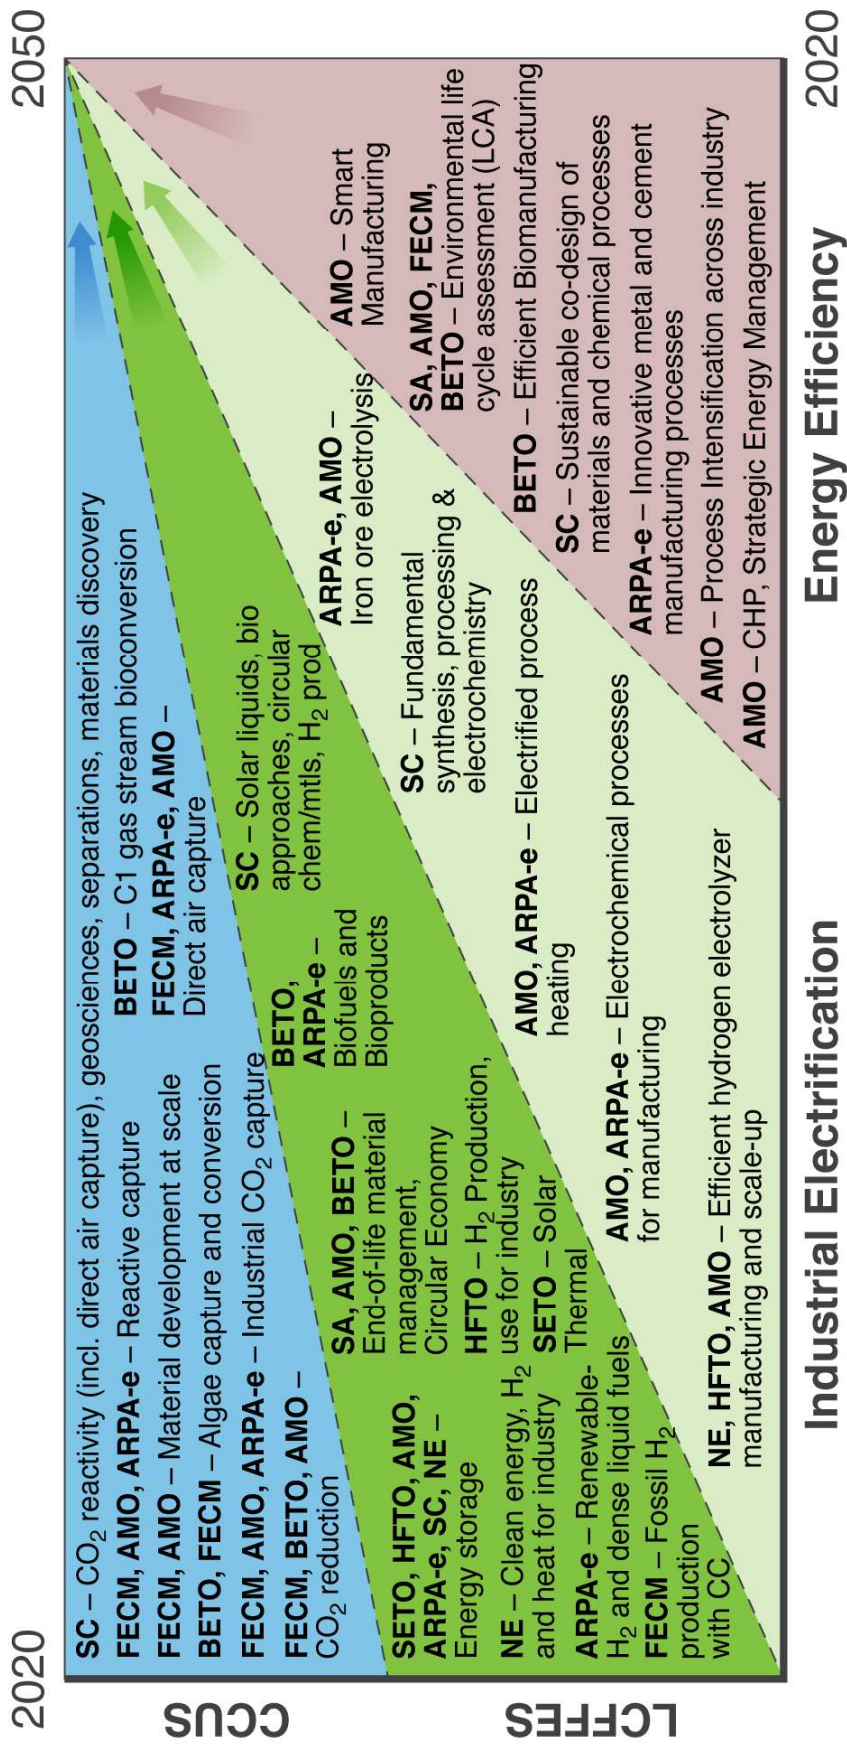 2020
2050
CCUS
SC – CO₂ reactivity (incl. direct air capture), geosciences, separations, materials discovery
FECM, AMO, ARPA-e – Reactive capture
FECM, AMO – Material development at scale
BETO, FECM – Algae capture and conversion
FECM, AMO, ARPA-e – Industrial CO₂ capture
FECM, BETO, AMO –
CO₂ reduction
BETO – C1 gas stream bioconversion
FECM, ARPA-e, AMO –
Direct air capture
LCFFES
SETO, HFTO, AMO,
ARPA-e, SC, NE –
Energy storage
NE – Clean energy, H₂
and heat for industry
ARPA-e – Renewable-
H₂ and dense liquid fuels
FECM – Fossil H₂
production
with CC
SA, AMO, BETO –
End-of-life material
management,
Circular Economy
HFTO – H₂ Production,
use for industry
SETO – Solar
Thermal
BETO,
ARPA-e –
Biofuels and
Bioproducts
SC – Solar liquids, bio
approaches, circular
chem/mtls, H₂ prod
ARPA-e, AMO –
Iron ore electrolysis
SC – Fundamental
synthesis, processing &
electrochemistry
AMO, ARPA-e – Electrified process
heating
AMO, ARPA-e – Electrochemical processes
for manufacturing
NE, HFTO, AMO – Efficient hydrogen electrolyzer
manufacturing and scale-up
AMO – Smart
Manufacturing
SA, AMO, FECM,
BETO – Environmental life
cycle assessment (LCA)
BETO – Efficient Biomanufacturing
SC – Sustainable co-design of
materials and chemical processes
ARPA-e – Innovative metal and cement
manufacturing processes
AMO – Process Intensification across industry
AMO – CHP, Strategic Energy Management
Industrial Electrification
Energy Efficiency
2020